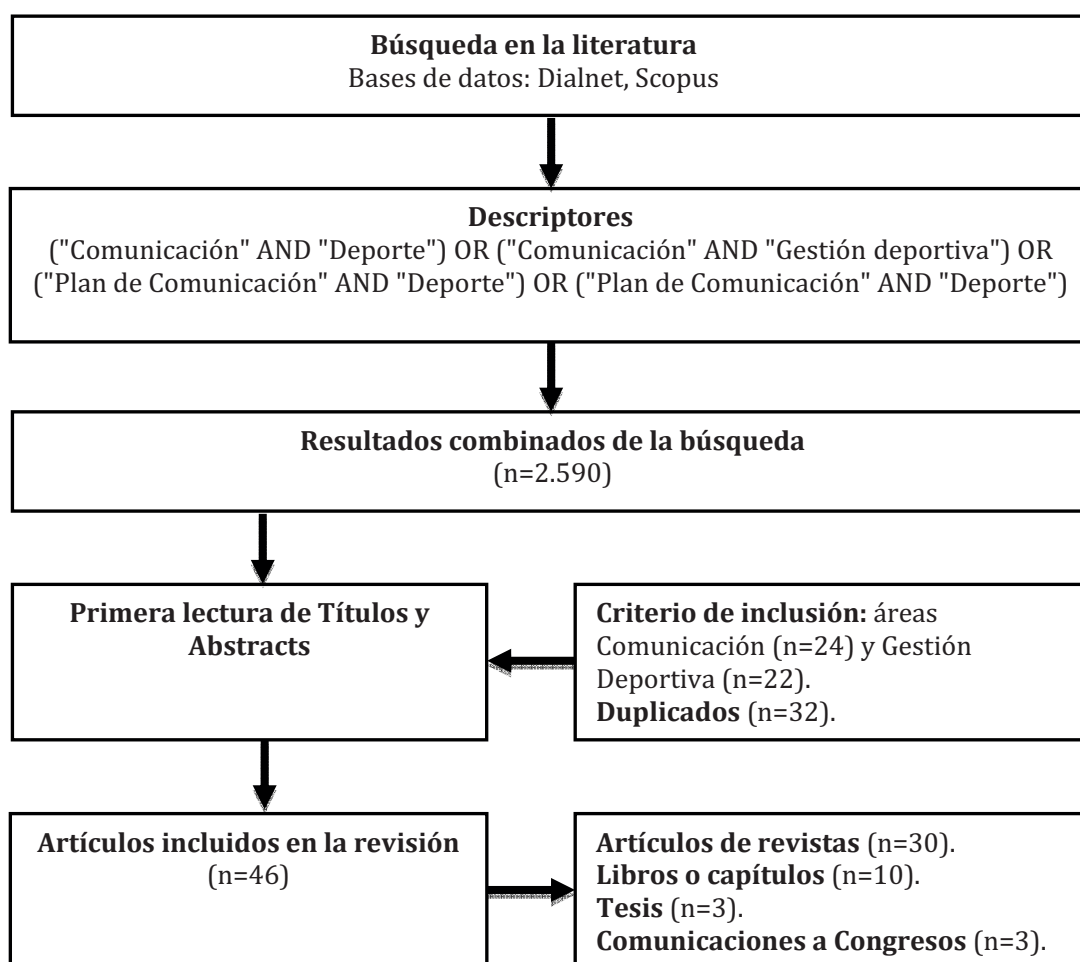 Búsqueda en la literatura
Bases de datos: Dialnet, Scopus
Descriptores
("Comunicación" AND "Deporte") OR ("Comunicación" AND "Gestión deportiva") OR
("Plan de Comunicación" AND "Deporte") OR ("Plan de Comunicación" AND "Deporte")
Resultados combinados de la búsqueda
(n=2.590)
Primera lectura de Títulos y
Abstracts
Criterio de inclusión: áreas
Comunicación (n=24) y Gestión
Deportiva (n=22).
Duplicados (n=32).
Artículos incluidos en la revisión
(n=46)
Artículos de revistas (n=30).
Libros o capítulos (n=10).
Tesis (n=3).
Comunicaciones a Congresos (n=3).